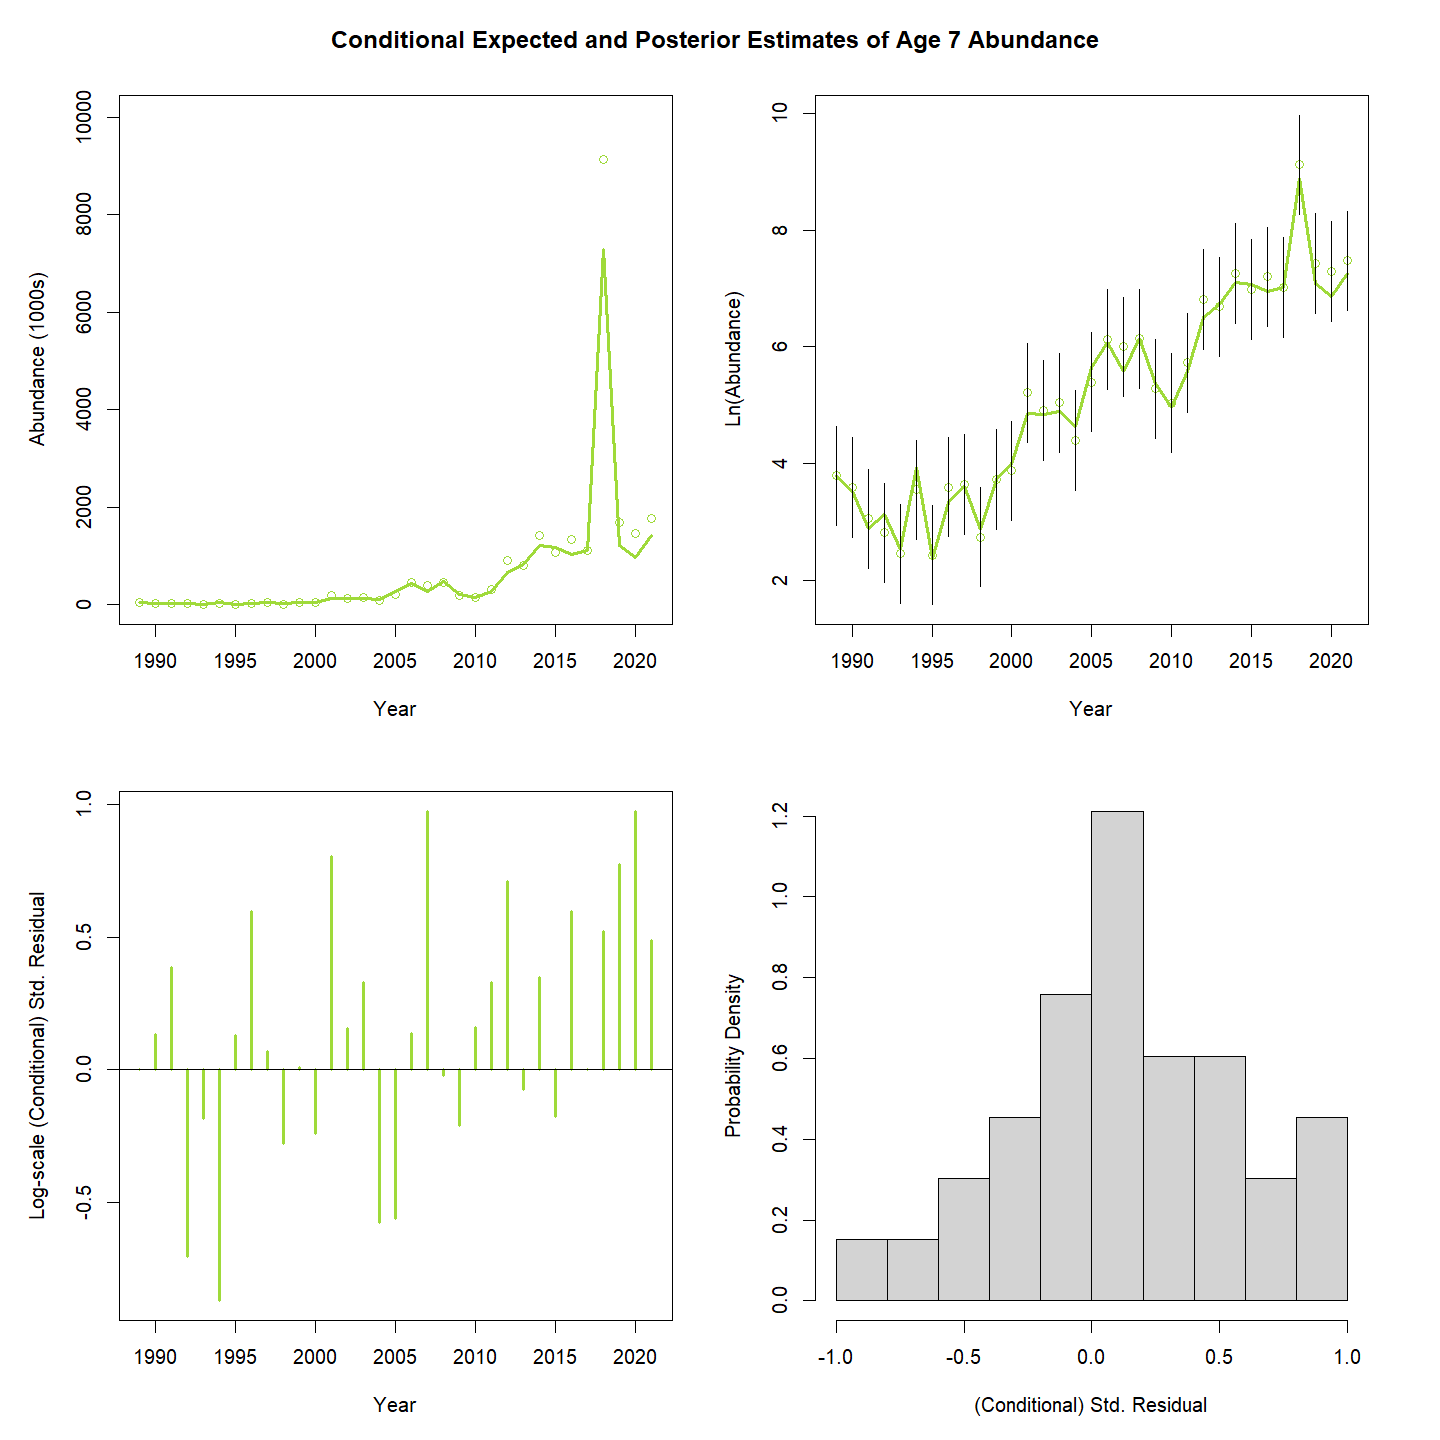 Conditional Expected and Posterior Estimates of Age 7 Abundance
Abundance (1000s)
0 2000 4000 6000 8000 10000
1990 1995 2000 2005 2010 2015 2020
Year
Ln(Abundance)
2 4 6 8 10
1990 1995 2000 2005 2010 2015 2020
Year
Log-scale (Conditional) Std. Residual
-0.5 0.0 0.5 1.0
1990 1995 2000 2005 2010 2015 2020
Year
Probability Density
0.0 0.2 0.4 0.6 0.8 1.0 1.2
-1.0 -0.5 0.0 0.5 1.0
(Conditional) Std. Residual